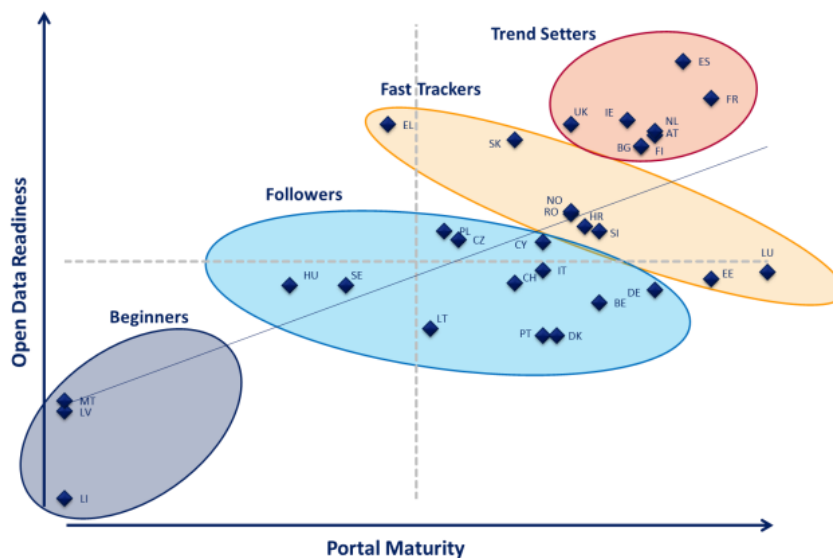 Trend Setters
ES
Fast Trackers
FR
UK
IE
NL
EL
AT
SK
BG
FI
Followers
NO
RO
HR
PL
SI
CZ
CY
LU
IT
HU
SE
CH
EE
DE
BE
Beginners
LT
PT
DK
MT
LV
LI
Open Data Readiness
Portal Maturity